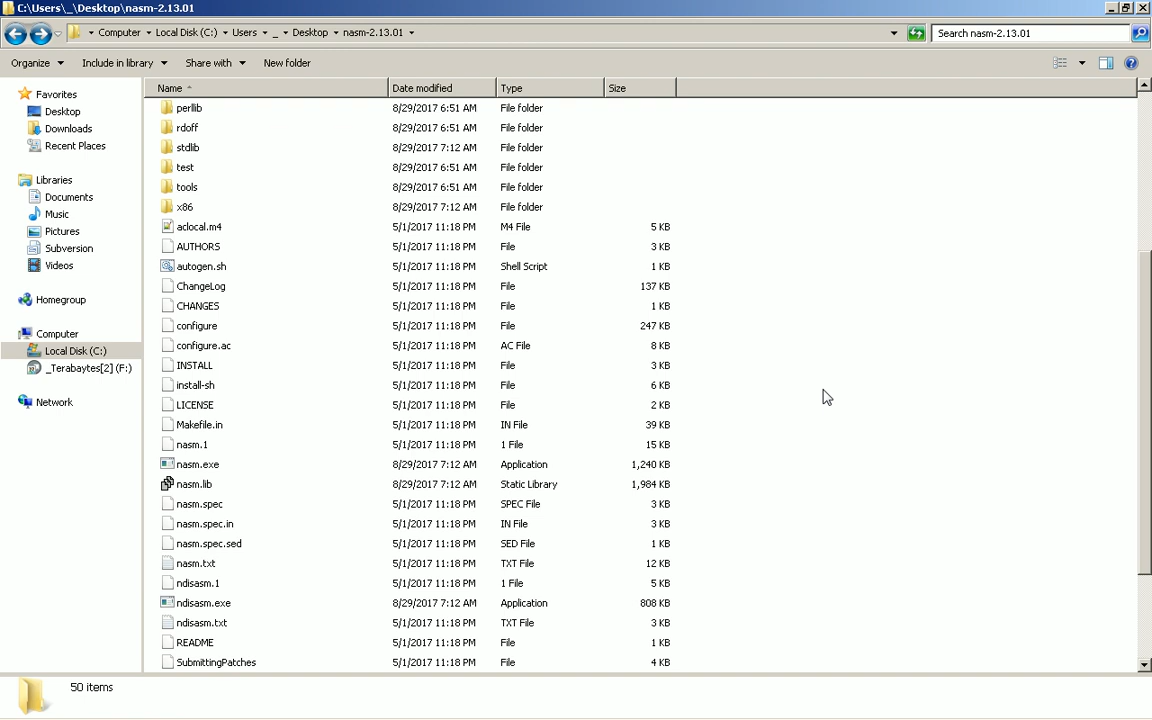 C:\Users\_\Desktop\nasm-2.13.01
Computer Local Disk (C:) Users _ Desktop nasm-2.13.01 Search nasm-2.13.01
Organize Include in library Share with New folder
Name Date modified Type Size
Favorites
Desktop
Downloads
Recent Places
Libraries
Documents
Music
Pictures
Subversion
Videos
Homegroup
Computer
Local Disk (C:)
_Terabaytes[2] (F:)
Network
perllib 8/29/2017 6:51 AM File folder
rdoff 8/29/2017 6:51 AM File folder
stdlib 8/29/2017 7:12 AM File folder
test 8/29/2017 6:51 AM File folder
tools 8/29/2017 6:51 AM File folder
x86 8/29/2017 7:12 AM File folder
aclocal.m4 5/1/2017 11:18 PM M4 File 5 KB
AUTHORS 5/1/2017 11:18 PM File 3 KB
autogen.sh 5/1/2017 11:18 PM Shell Script 1 KB
ChangeLog 5/1/2017 11:18 PM File 137 KB
CHANGES 5/1/2017 11:18 PM File 1 KB
configure 5/1/2017 11:18 PM File 247 KB
configure.ac 5/1/2017 11:18 PM AC File 8 KB
INSTALL 5/1/2017 11:18 PM File 3 KB
install-sh 5/1/2017 11:18 PM File 6 KB
LICENSE 5/1/2017 11:18 PM File 2 KB
Makefile.in 5/1/2017 11:18 PM IN File 39 KB
nasm.1 5/1/2017 11:18 PM 1 File 15 KB
nasm.exe 8/29/2017 7:12 AM Application 1,240 KB
nasm.lib 8/29/2017 7:12 AM Static Library 1,984 KB
nasm.spec 5/1/2017 11:18 PM SPEC File 3 KB
nasm.spec.in 5/1/2017 11:18 PM IN File 3 KB
nasm.spec.sed 5/1/2017 11:18 PM SED File 1 KB
nasm.txt 5/1/2017 11:18 PM TXT File 12 KB
ndisasm.1 5/1/2017 11:18 PM 1 File 5 KB
ndisasm.exe 8/29/2017 7:12 AM Application 808 KB
ndisasm.txt 5/1/2017 11:18 PM TXT File 3 KB
README 5/1/2017 11:18 PM File 1 KB
SubmittingPatches 5/1/2017 11:18 PM File 4 KB
50 items